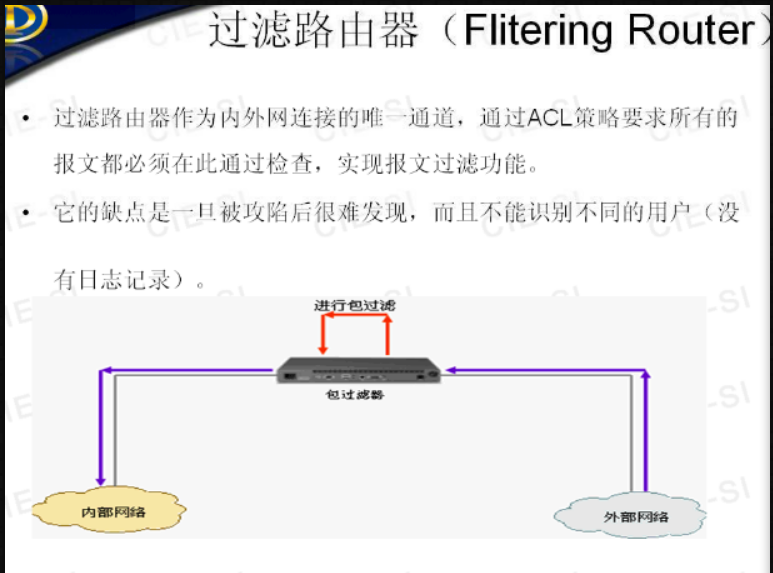 过滤路由器（Flitering Router）
• 过滤路由器作为内外网连接的唯一通道，通过ACL策略要求所有的
报文都必须在此通过检查，实现报文过滤功能。
• 它的缺点是一旦被攻陷后很难发现，而且不能识别不同的用户（没
有日志记录）。
进行包过滤
包过滤器
内部网络
外部网络
CIE-SI